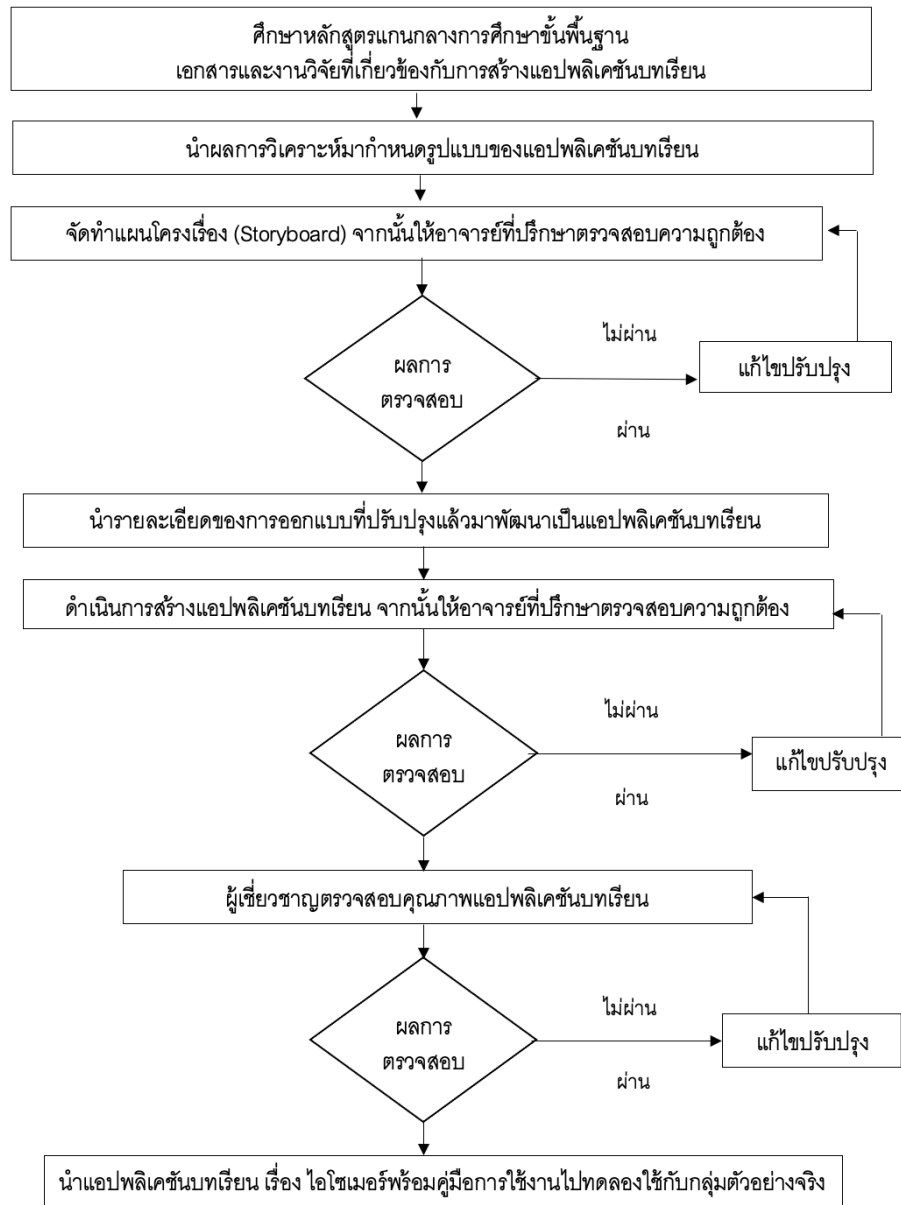 ศึกษาหลักสูตรแกนกลางการศึกษาขั้นพื้นฐาน
เอกสารและงานวิจัยที่เกี่ยวข้องกับการสร้างแอปพลิเคชันบทเรียน
นำผลการวิเคราะห์มากำหนดรูปแบบของแอปพลิเคชันบทเรียน
จัดทำแผนโครงเรื่อง (Storyboard) จากนั้นให้อาจารย์ที่ปรึกษาตรวจสอบความถูกต้อง
ไม่ผ่าน
ผลการ
ตรวจสอบ
แก้ไขปรับปรุง
ผ่าน
นำรายละเอียดของการออกแบบที่ปรับปรุงแล้วมาพัฒนาเป็นแอปพลิเคชันบทเรียน
ดำเนินการสร้างแอปพลิเคชันบทเรียน จากนั้นให้อาจารย์ที่ปรึกษาตรวจสอบความถูกต้อง
ไม่ผ่าน
ผลการ
ตรวจสอบ
แก้ไขปรับปรุง
ผ่าน
ผู้เชี่ยวชาญตรวจสอบคุณภาพแอปพลิเคชันบทเรียน
ไม่ผ่าน
ผลการ
ตรวจสอบ
แก้ไขปรับปรุง
ผ่าน
นำแอปพลิเคชันบทเรียน เรื่อง ไอโซเมอร์พร้อมคู่มือการใช้งานไปทดลองใช้กับกลุ่มตัวอย่างจริง